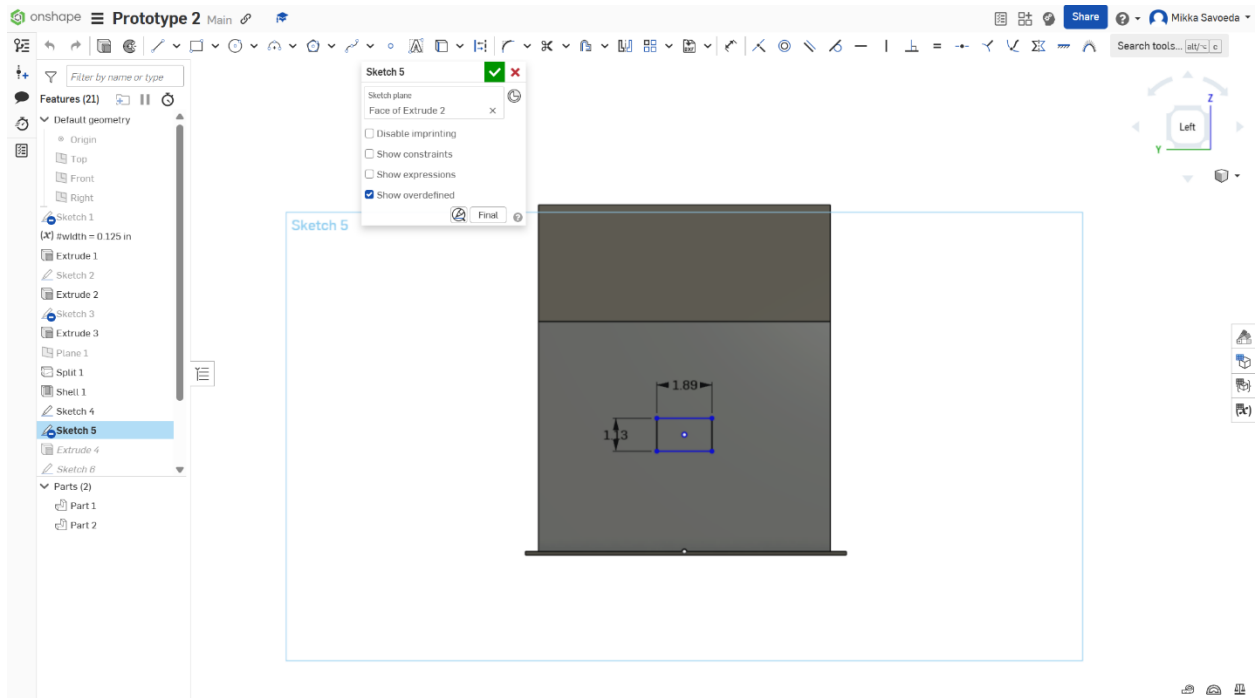 onshape Prototype 2 Main Share Mikka Savoeda
Search tools... alt/⌥ c
Filter by name or type
Features (21)
Default geometry
Origin
Top
Front
Right
Sketch 1
(x) #width = 0.125 in
Extrude 1
Sketch 2
Extrude 2
Sketch 3
Extrude 3
Plane 1
Split 1
Shell 1
Sketch 4
Sketch 5
Extrude 4
Sketch 6
Parts (2)
Part 1
Part 2
Sketch 5
Sketch plane
Face of Extrude 2
Disable imprinting
Show constraints
Show expressions
Show overdefined
Final
Sketch 5
1.89
1.13
Z
Left
Y